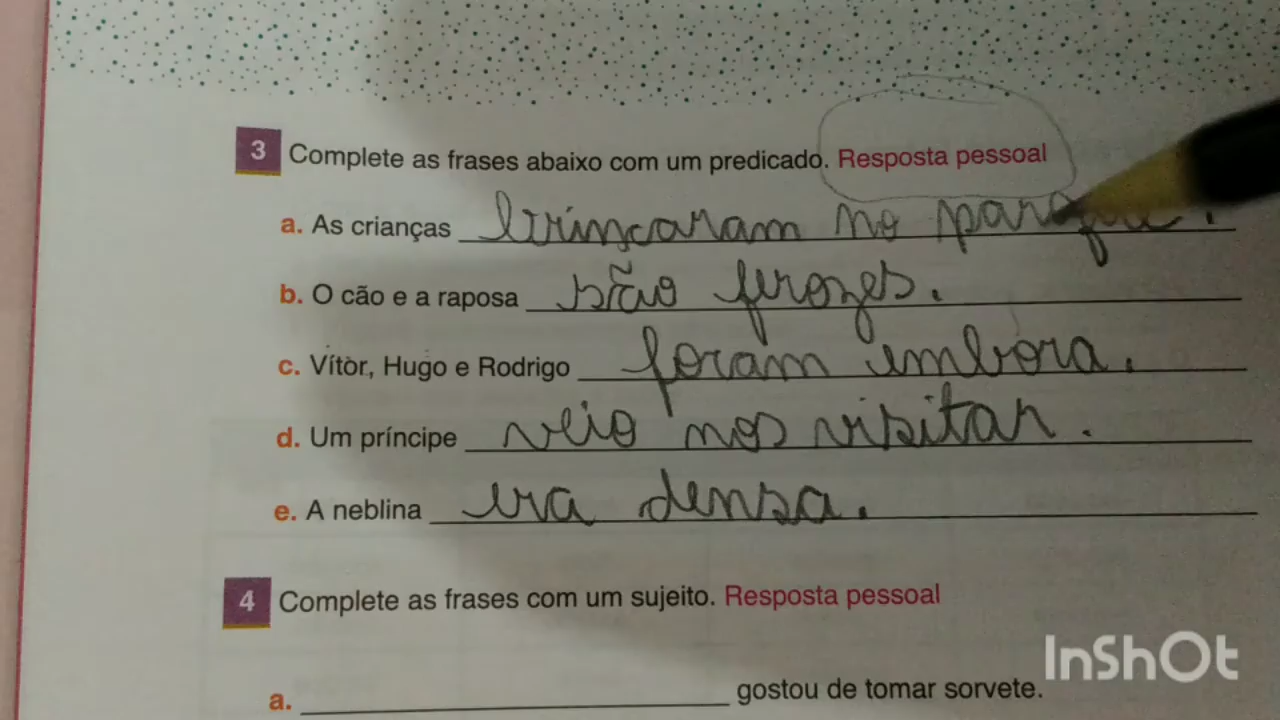 3 Complete as frases abaixo com um predicado. Resposta pessoal
a. As crianças brincaram no parque.
b. O cão e a raposa são ferozes.
c. Vítor, Hugo e Rodrigo foram embora.
d. Um príncipe veio nos visitar.
e. A neblina era densa.
4 Complete as frases com um sujeito. Resposta pessoal
InShOt
a. gostou de tomar sorvete.